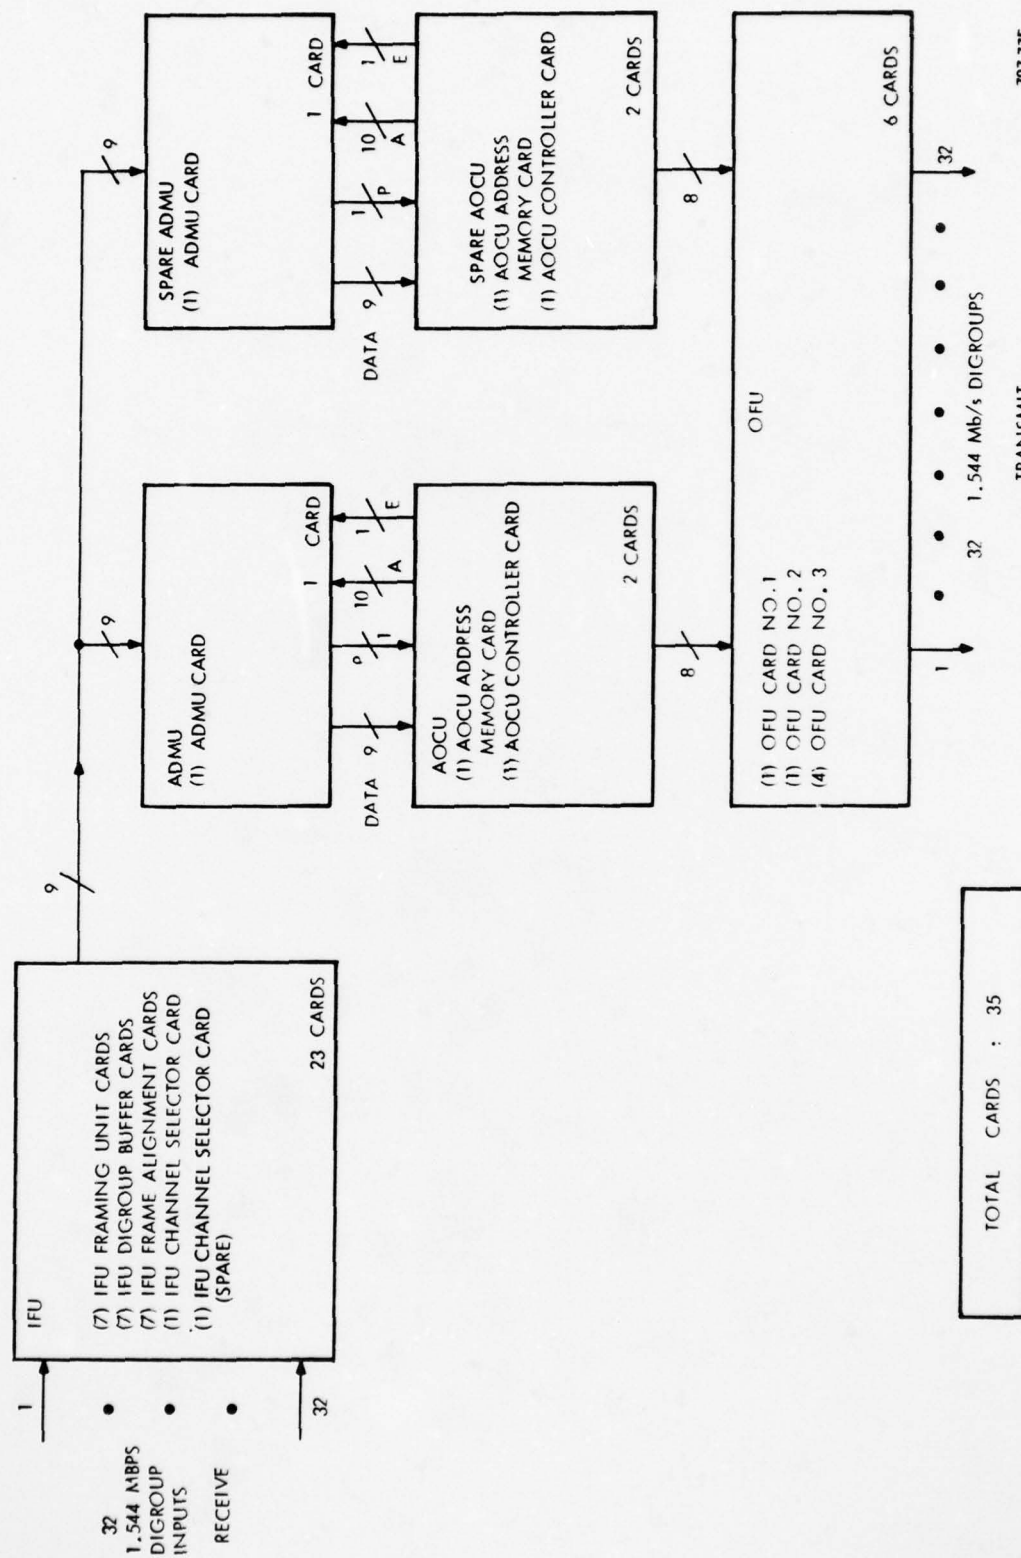 32
1.544 MBPS
DIGROUP
INPUTS
RECEIVE
1
32
IFU
(7) IFU FRAMING UNIT CARDS
(7) IFU DIGROUP BUFFER CARDS
(7) IFU FRAME ALIGNMENT CARDS
(1) IFU CHANNEL SELECTOR CARD
(1) IFU CHANNEL SELECTOR CARD
(SPARE)
23 CARDS
9
9
9
ADMU
(1) ADMU CARD
1 CARD
DATA 9
P 1
10 A
1 E
AOCU
(1) AOCU ADDRESS
MEMORY CARD
(1) AOCU CONTROLLER CARD
2 CARDS
8
SPARE ADMU
(1) ADMU CARD
1 CARD
DATA 9
1 P
10 A
1 E
SPARE AOCU
(1) AOCU ADDRESS
MEMORY CARD
(1) AOCU CONTROLLER CARD
2 CARDS
8
OFU
(1) OFU CARD NO. 1
(1) OFU CARD NO. 2
(4) OFU CARD NO. 3
6 CARDS
1
32
32 1.544 Mb/s DIGROUPS
TRANSMIT
TOTAL CARDS : 35